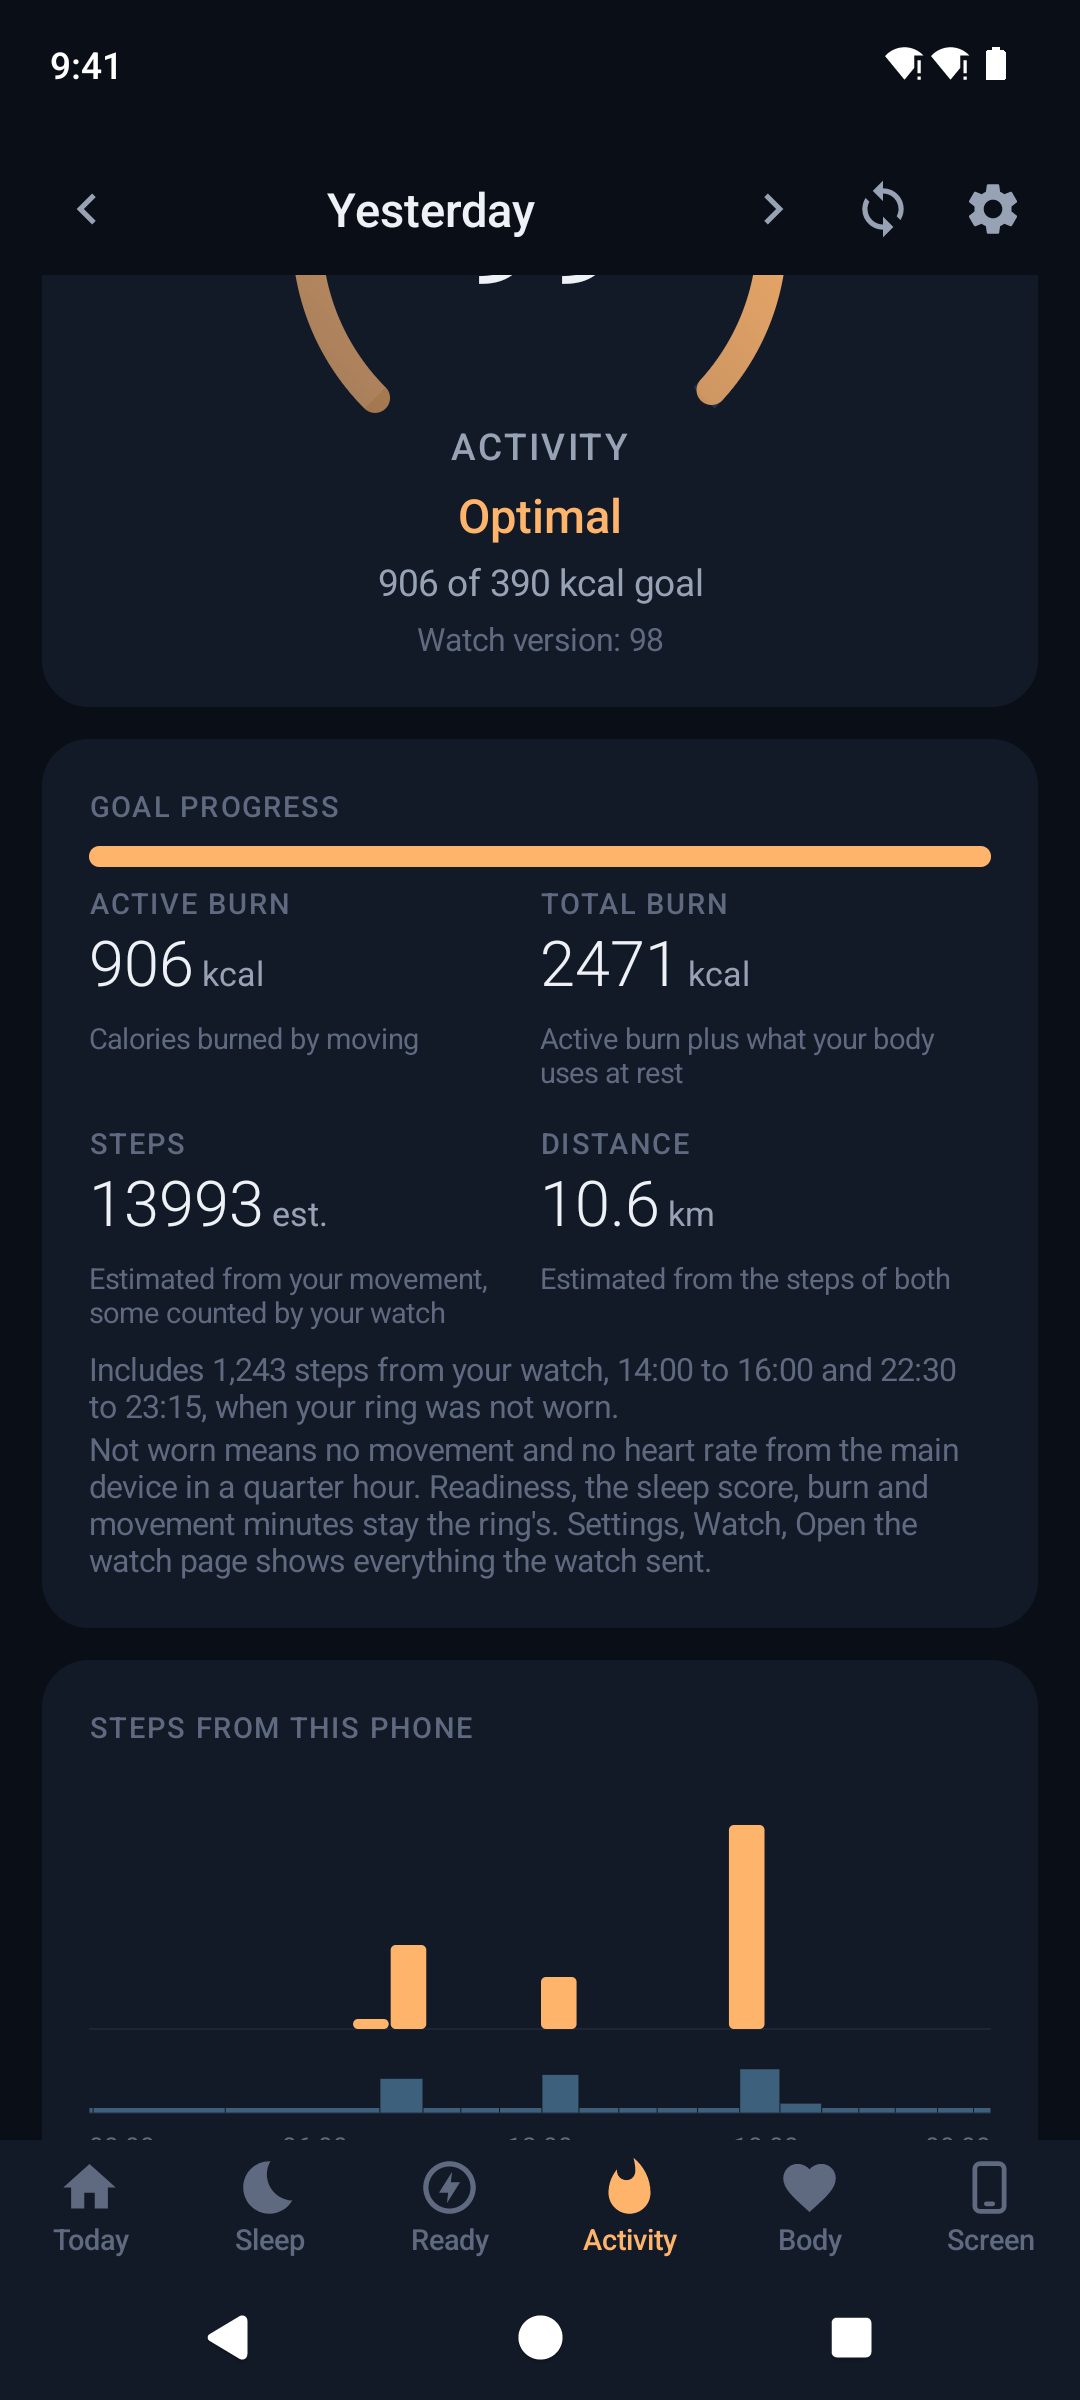 9:41
Yesterday
ACTIVITY
Optimal
906 of 390 kcal goal
Watch version: 98
GOAL PROGRESS
ACTIVE BURN
906 kcal
Calories burned by moving
TOTAL BURN
2471 kcal
Active burn plus what your body
uses at rest
STEPS
13993 est.
Estimated from your movement,
some counted by your watch
DISTANCE
10.6 km
Estimated from the steps of both
Includes 1,243 steps from your watch, 14:00 to 16:00 and 22:30
to 23:15, when your ring was not worn.
Not worn means no movement and no heart rate from the main
device in a quarter hour. Readiness, the sleep score, burn and
movement minutes stay the ring's. Settings, Watch, Open the
watch page shows everything the watch sent.
STEPS FROM THIS PHONE
Today
Sleep
Ready
Activity
Body
Screen